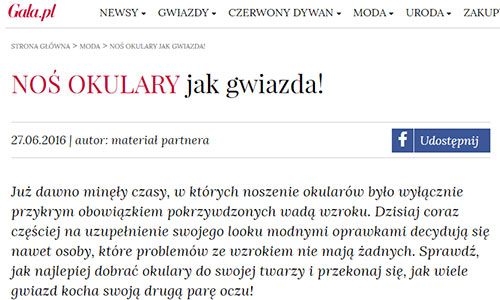 Gala.pl
NEWSY GWIAZDY CZERWONY DYWAN MODA URODA ZAKUP
STRONA GŁÓWNA > MODA > NOŚ OKULARY JAK GWIAZDA!
NOŚ OKULARY jak gwiazda!
27.06.2016 | autor: materiał partnera
f Udostępnij
Już dawno minęły czasy, w których noszenie okularów było wyłącznie
przykrym obowiązkiem pokrzywdzonych wadą wzroku. Dzisiaj coraz
częściej na uzupełnienie swojego looku modnymi oprawkami decydują się
nawet osoby, które problemów ze wzrokiem nie mają żadnych. Sprawdź,
jak najlepiej dobrać okulary do swojej twarzy i przekonaj się, jak wiele
gwiazd kocha swoją drugą parę oczu!